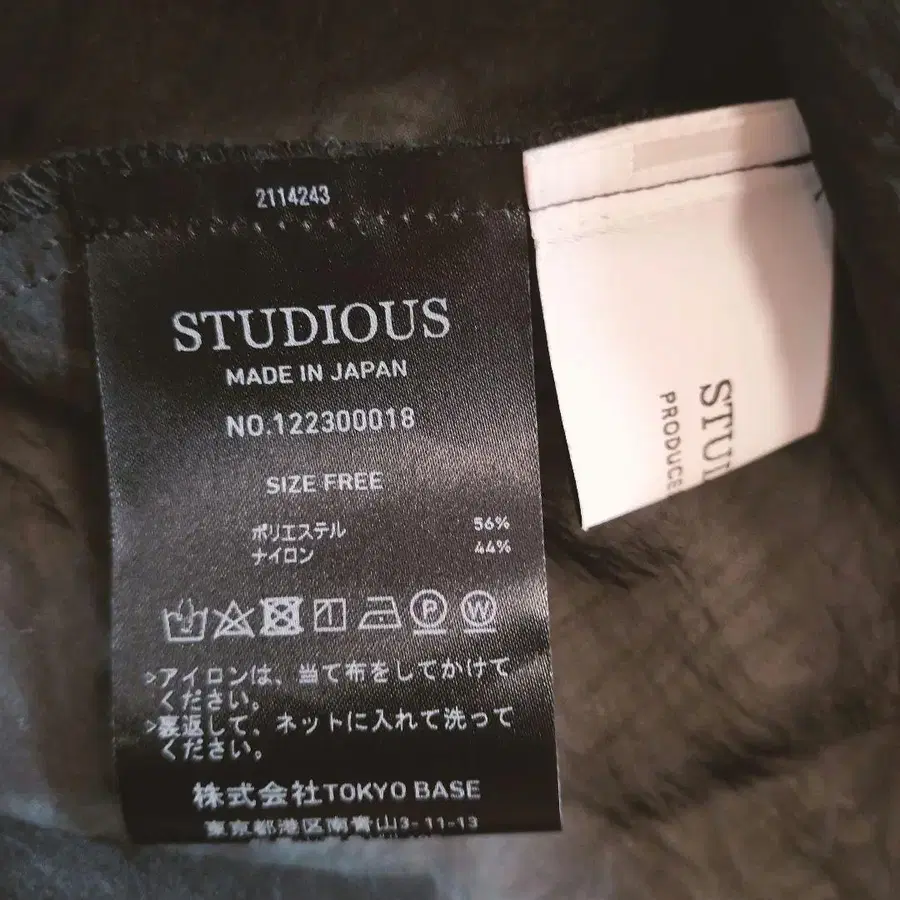 2114243
STUDIOUS
MADE IN JAPAN
NO.122300018
SIZE FREE
ポリエステル 56%
ナイロン 44%
P W
>アイロンは、当て布をしてかけて
ください。
>裏返して、ネットに入れて洗って
ください。
株式会社TOKYO BASE
東京都港区南青山3-11-13